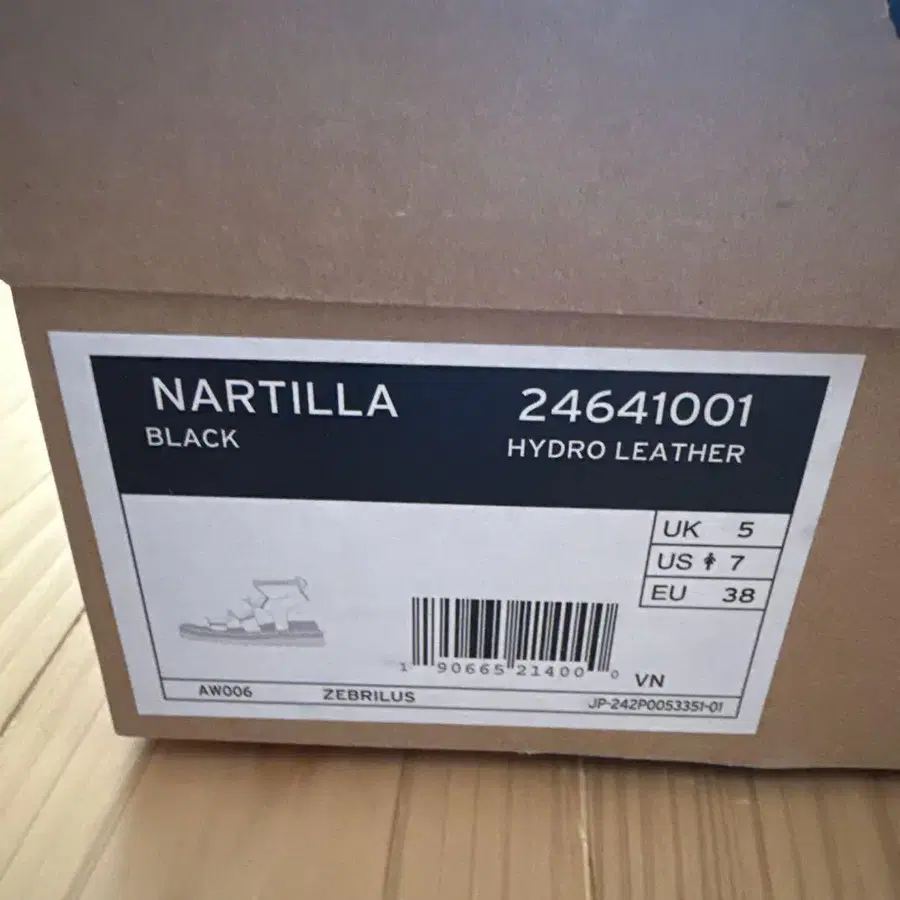 NARTILLA
BLACK
24641001
HYDRO LEATHER
UK 5
US 7
EU 38
1 90665 21400 0
VN
AW006 ZEBRILUS JP-242P0053351-01